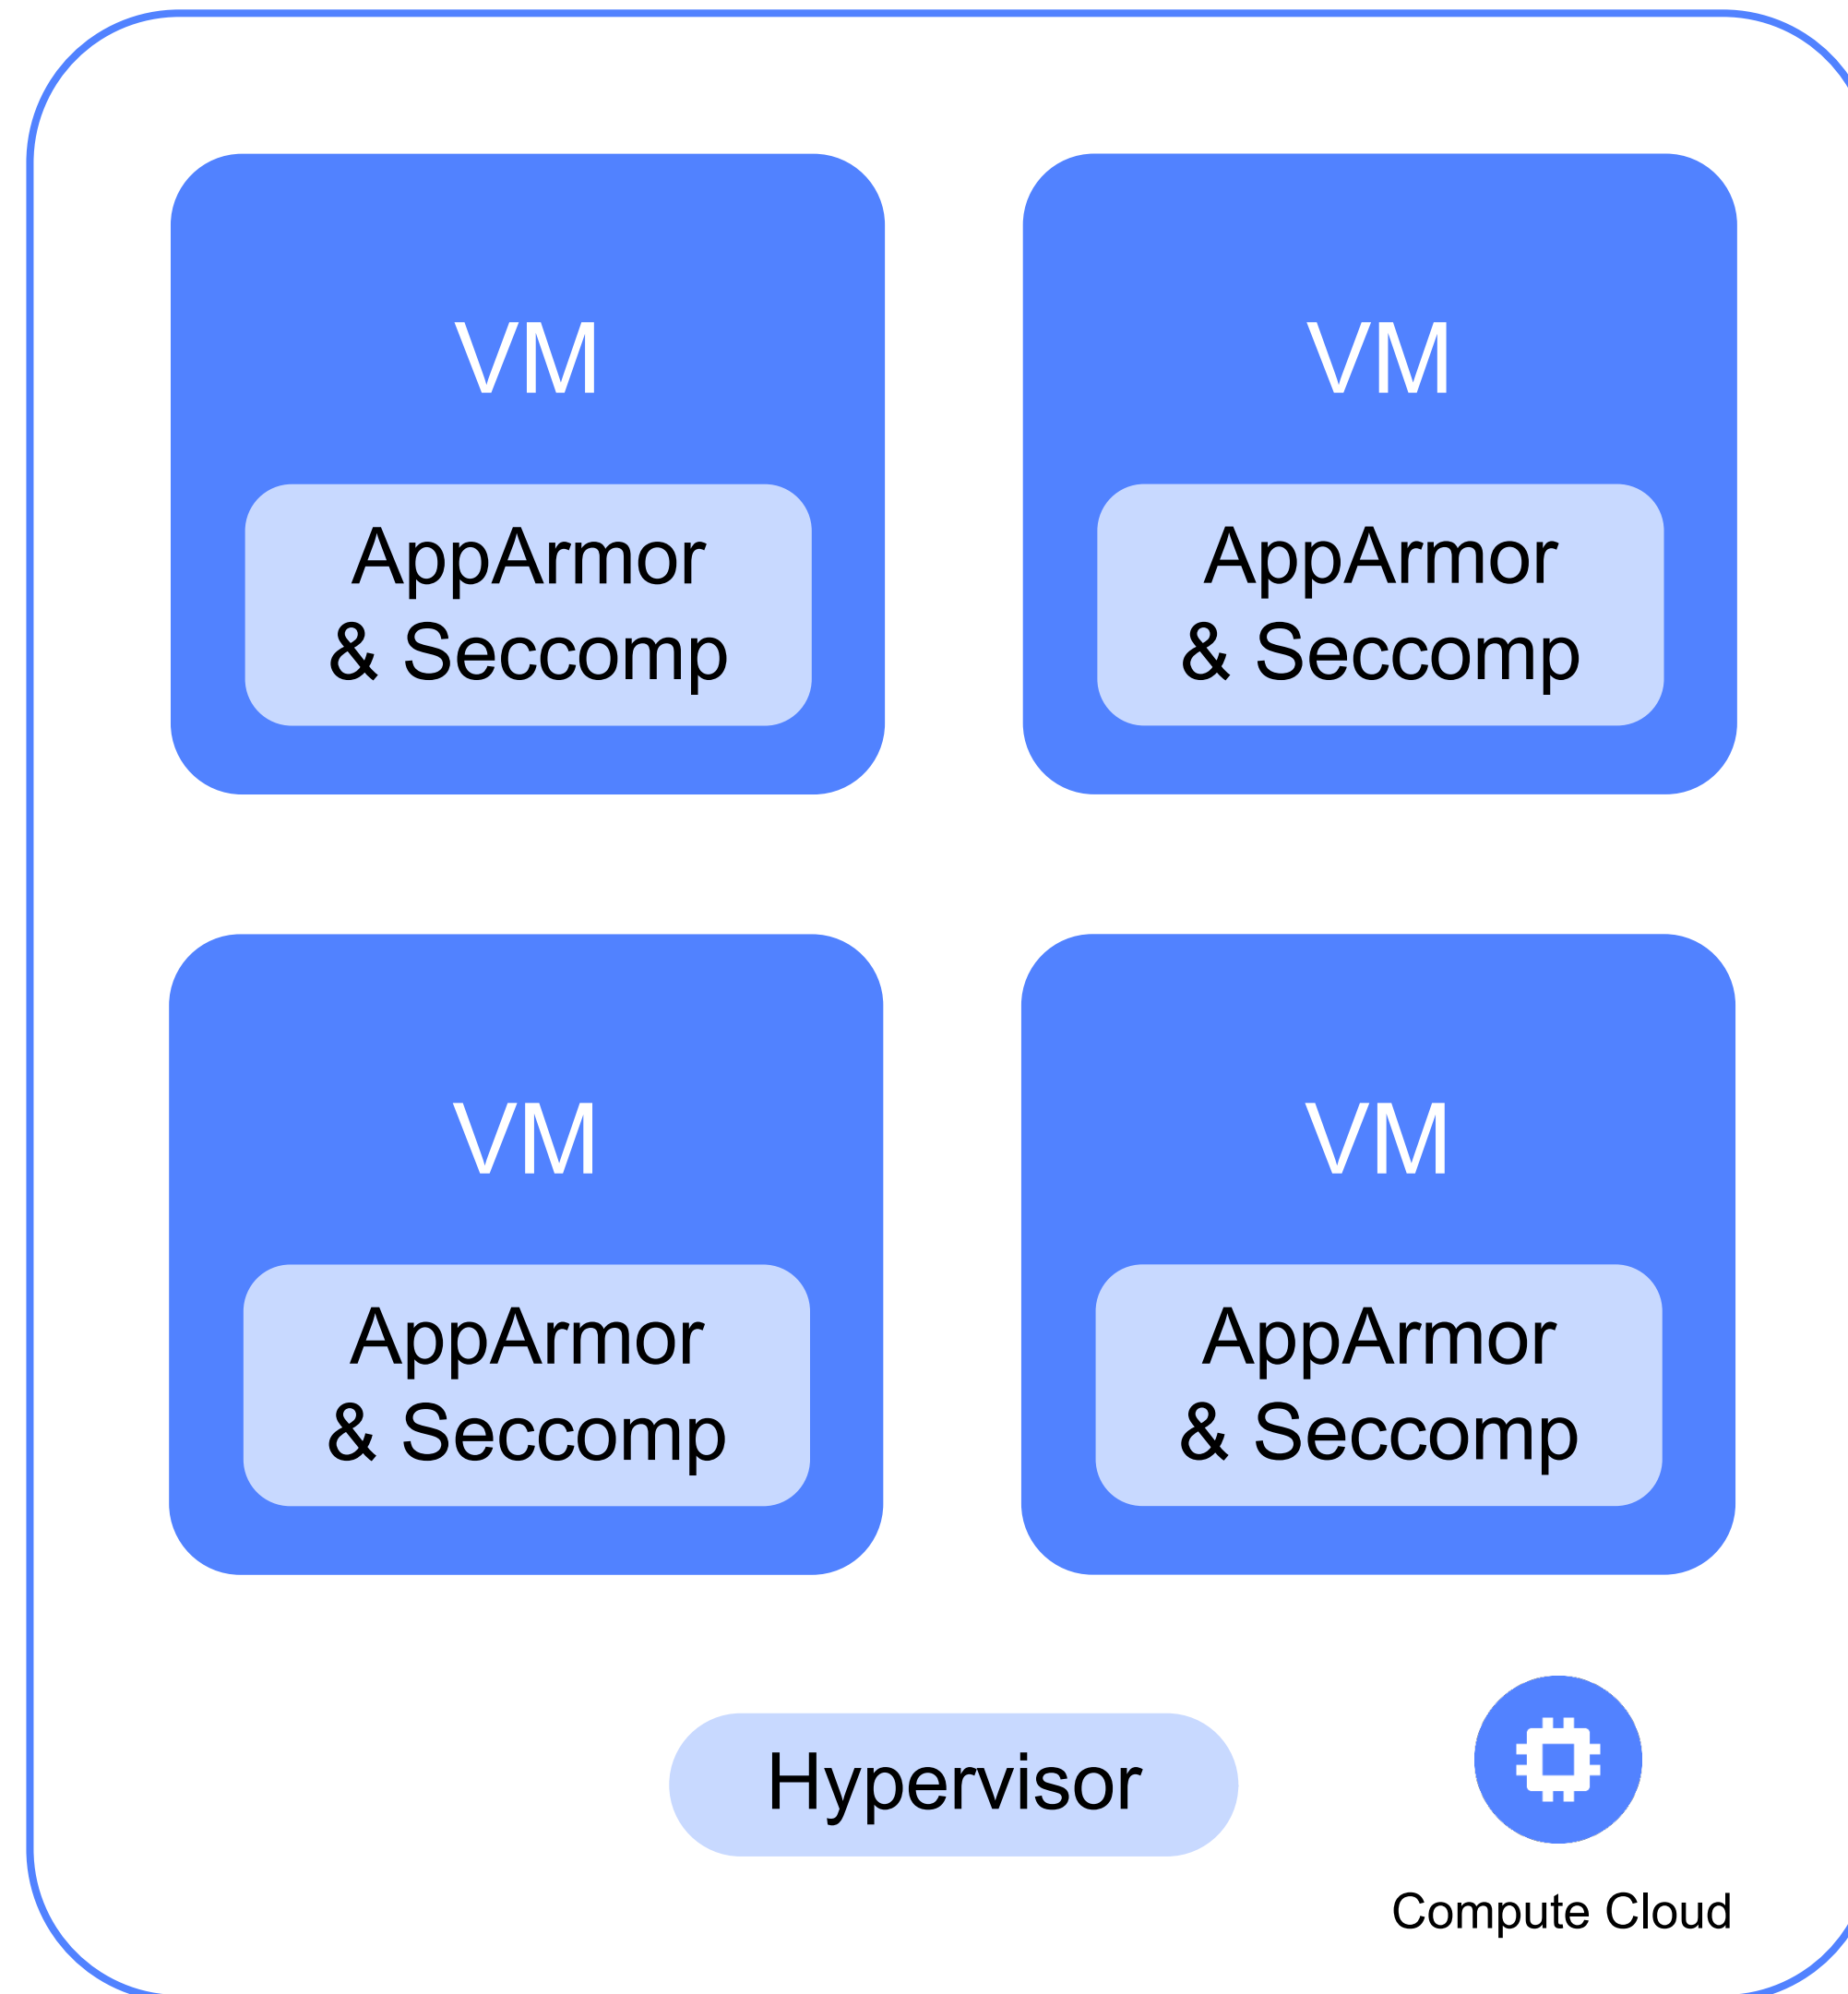 VM
AppArmor
& Seccomp
VM
AppArmor
& Seccomp
VM
AppArmor
& Seccomp
VM
AppArmor
& Seccomp
Hypervisor
Compute Cloud